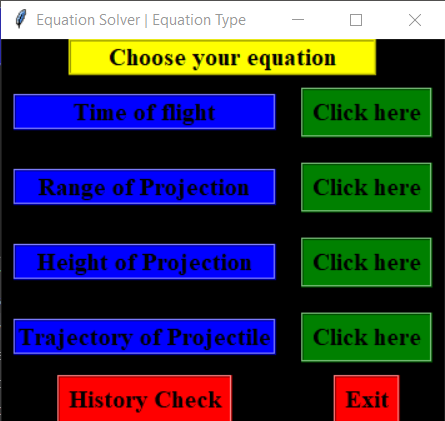 Equation Solver | Equation Type
Choose your equation
Time of flight
Click here
Range of Projection
Click here
Height of Projection
Click here
Trajectory of Projectile
Click here
History Check
Exit